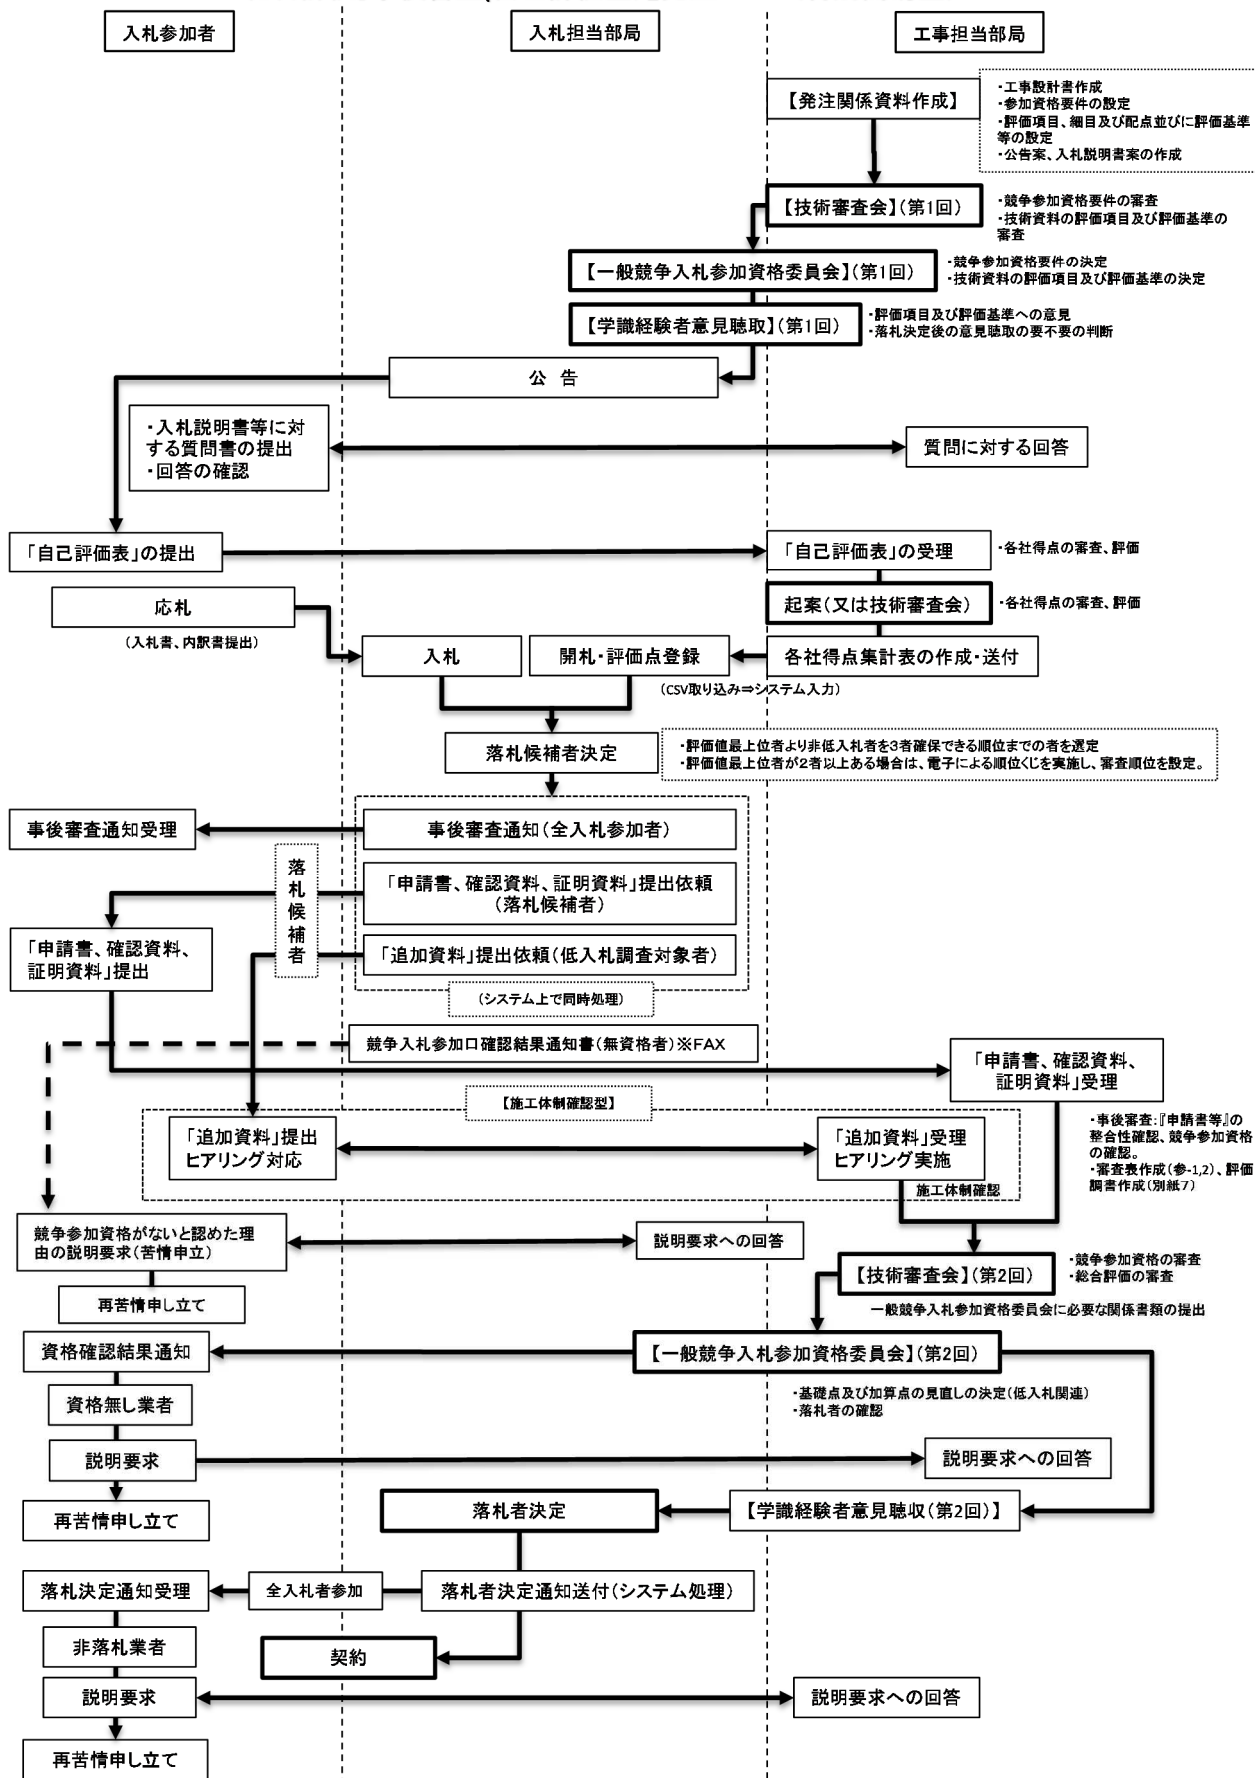 入札参加者
入札担当部局
工事担当部局
【発注関係資料作成】
・工事設計書作成
・参加資格要件の設定
・評価項目、細目及び配点並びに評価基準
等の設定
・公告案、入札説明書案の作成
【技術審査会】(第1回)
・競争参加資格要件の審査
・技術資料の評価項目及び評価基準の
審査
【一般競争入札参加資格委員会】(第1回)
・競争参加資格要件の決定
・技術資料の評価項目及び評価基準の決定
【学識経験者意見聴取】(第1回)
・評価項目及び評価基準への意見
・落札決定後の意見聴取の要不要の判断
公 告
・入札説明書等に対
する質問書の提出
・回答の確認
質問に対する回答
「自己評価表」の提出
「自己評価表」の受理
・各社得点の審査、評価
応札
(入札書、内訳書提出)
起案(又は技術審査会)
・各社得点の審査、評価
入札
開札・評価点登録
各社得点集計表の作成・送付
(CSV取り込み⇒システム入力)
落札候補者決定
・評価値最上位者より非低入札者を3者確保できる順位までの者を選定
・評価値最上位者が2者以上ある場合は、電子による順位くじを実施し、審査順位を設定。
事後審査通知受理
事後審査通知(全入札参加者)
落札候補者
「申請書、確認資料、証明資料」提出依頼
(落札候補者)
「申請書、確認資料、
証明資料」提出
「追加資料」提出依頼(低入札調査対象者)
(システム上で同時処理)
競争入札参加口確認結果通知書(無資格者)※FAX
「申請書、確認資料、
証明資料」受理
【施工体制確認型】
「追加資料」提出
ヒアリング対応
「追加資料」受理
ヒアリング実施
施工体制確認
・事後審査:『申請書等』の
整合性確認、競争参加資格
の確認。
・審査表作成(参-1,2)、評価
調書作成(別紙7)
競争参加資格がないと認めた理
由の説明要求(苦情申立)
説明要求への回答
再苦情申し立て
【技術審査会】(第2回)
・競争参加資格の審査
・総合評価の審査
一般競争入札参加資格委員会に必要な関係書類の提出
資格確認結果通知
【一般競争入札参加資格委員会】(第2回)
・基礎点及び加算点の見直しの決定(低入札関連)
・落札者の確認
資格無し業者
説明要求
説明要求への回答
再苦情申し立て
落札者決定
【学識経験者意見聴収(第2回)】
落札決定通知受理
全入札者参加
落札者決定通知送付(システム処理)
非落札業者
契約
説明要求
説明要求への回答
再苦情申し立て